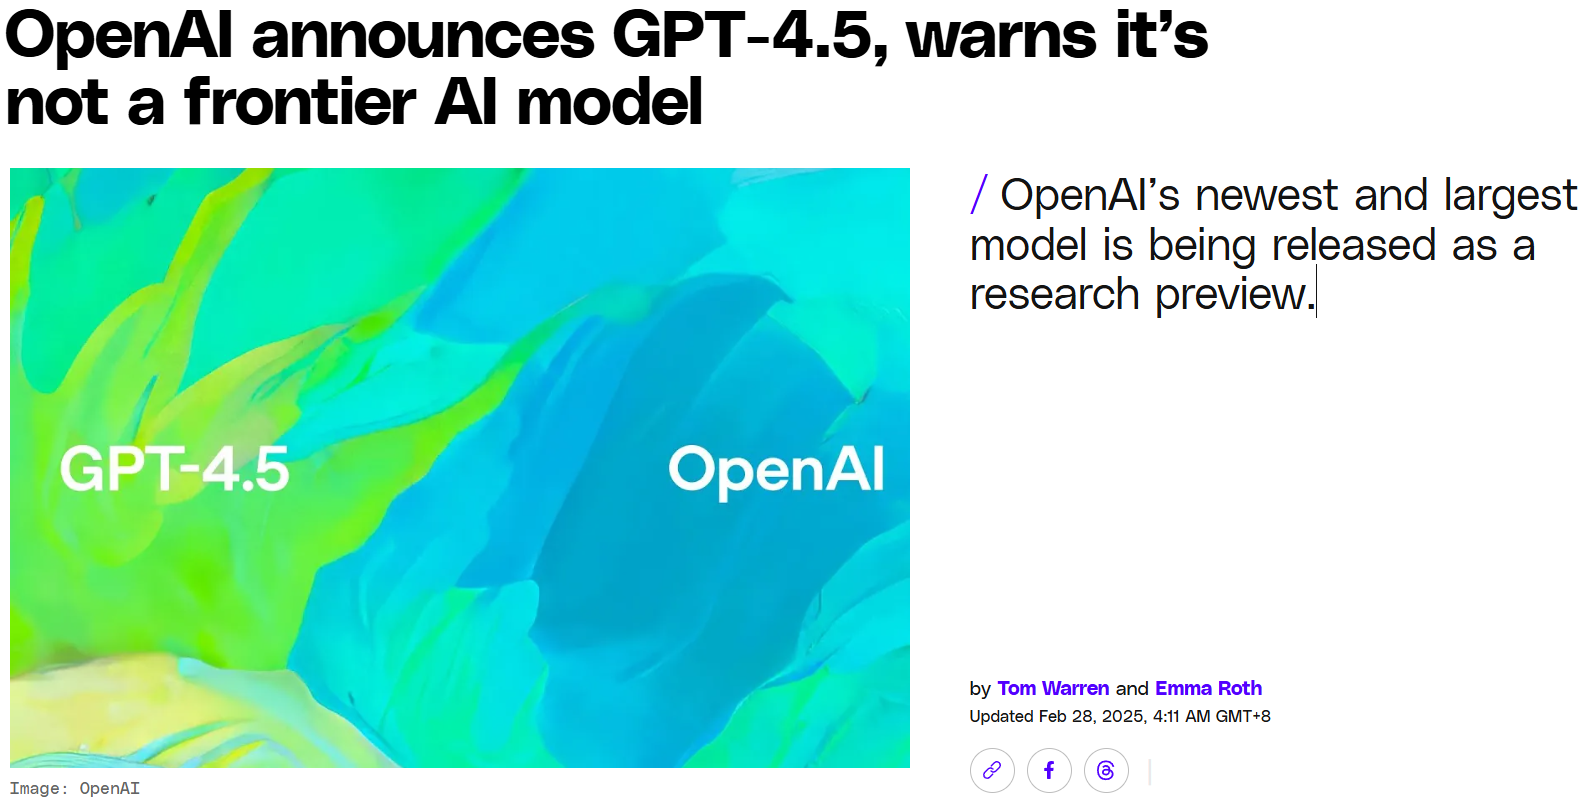 OpenAI announces GPT-4.5, warns it’s
not a frontier AI model
GPT-4.5
OpenAI
Image: OpenAI
/ OpenAI’s newest and largest
model is being released as a
research preview.
by Tom Warren and Emma Roth
Updated Feb 28, 2025, 4:11 AM GMT+8